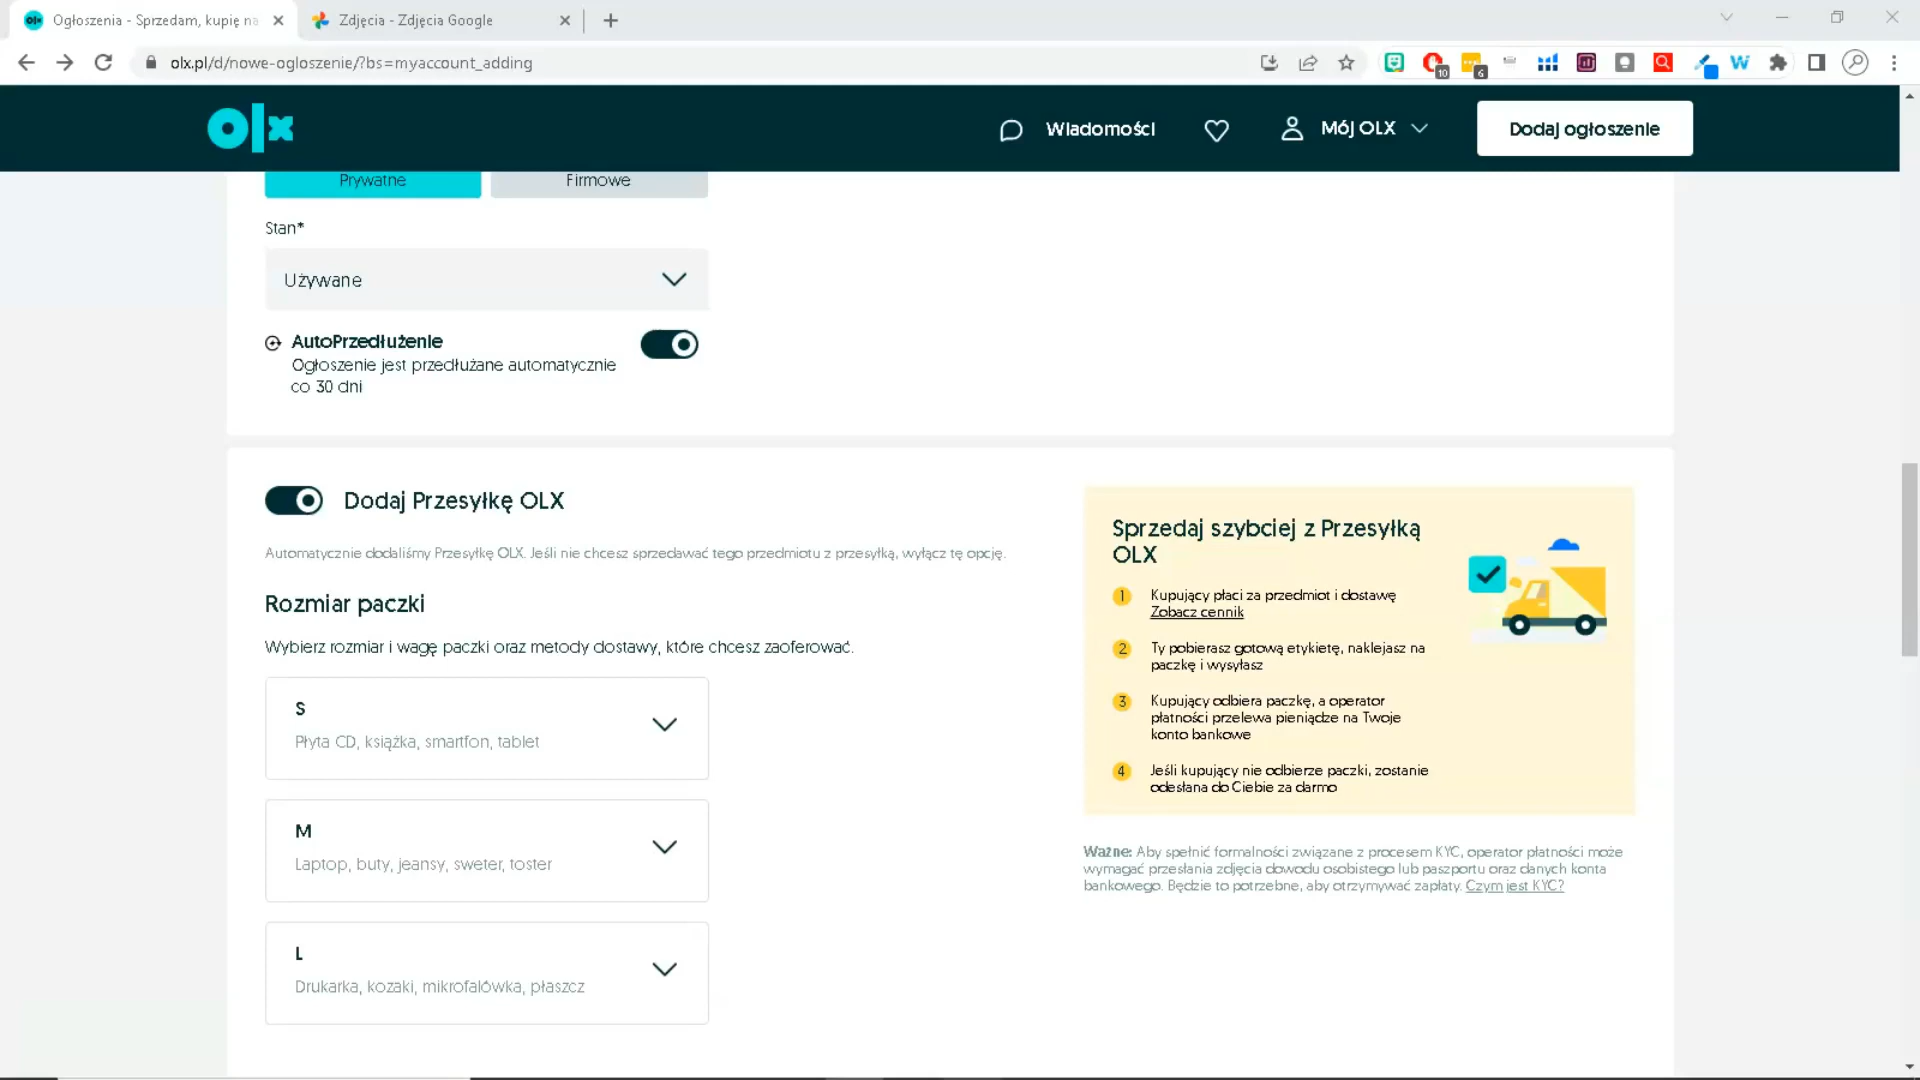 Ogłoszenia - Sprzedam, kupię na
Zdjęcia - Zdjęcia Google
olx.pl/d/nowe-ogloszenie/?bs=myaccount_adding
10
6
W
olx
Wiadomości
Mój OLX
Dodaj ogłoszenie
Prywatne
Firmowe
Stan*
Używane
AutoPrzedłużenie
Ogłoszenie jest przedłużane automatycznie
co 30 dni
Dodaj Przesyłkę OLX
Automatycznie dodaliśmy Przesyłkę OLX. Jeśli nie chcesz sprzedawać tego przedmiotu z przesyłką, wyłącz tę opcję.
Rozmiar paczki
Wybierz rozmiar i wagę paczki oraz metody dostawy, które chcesz zaoferować.
S
Płyta CD, książka, smartfon, tablet
M
Laptop, buty, jeansy, sweter, toster
L
Drukarka, kozaki, mikrofalówka, płaszcz
Sprzedaj szybciej z Przesyłką
OLX
1 Kupujący płaci za przedmiot i dostawę
Zobacz cennik
2 Ty pobierasz gotową etykietę, naklejasz na
paczkę i wysyłasz
3 Kupujący odbiera paczkę, a operator
płatności przelewa pieniądze na Twoje
konto bankowe
4 Jeśli kupujący nie odbierze paczki, zostanie
odesłana do Ciebie za darmo
Ważne: Aby spełnić formalności związane z procesem KYC, operator płatności może
wymagać przesłania zdjęcia dowodu osobistego lub paszportu oraz danych konta
bankowego. Będzie to potrzebne, aby otrzymywać zapłaty. Czym jest KYC?